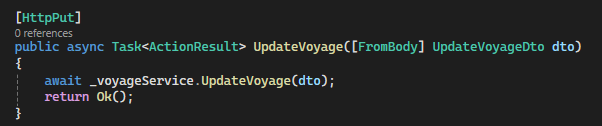 [HttpPut]
0 references
public async Task<ActionResult> UpdateVoyage([FromBody] UpdateVoyageDto dto)
{
    await _voyageService.UpdateVoyage(dto);
    return Ok();
}